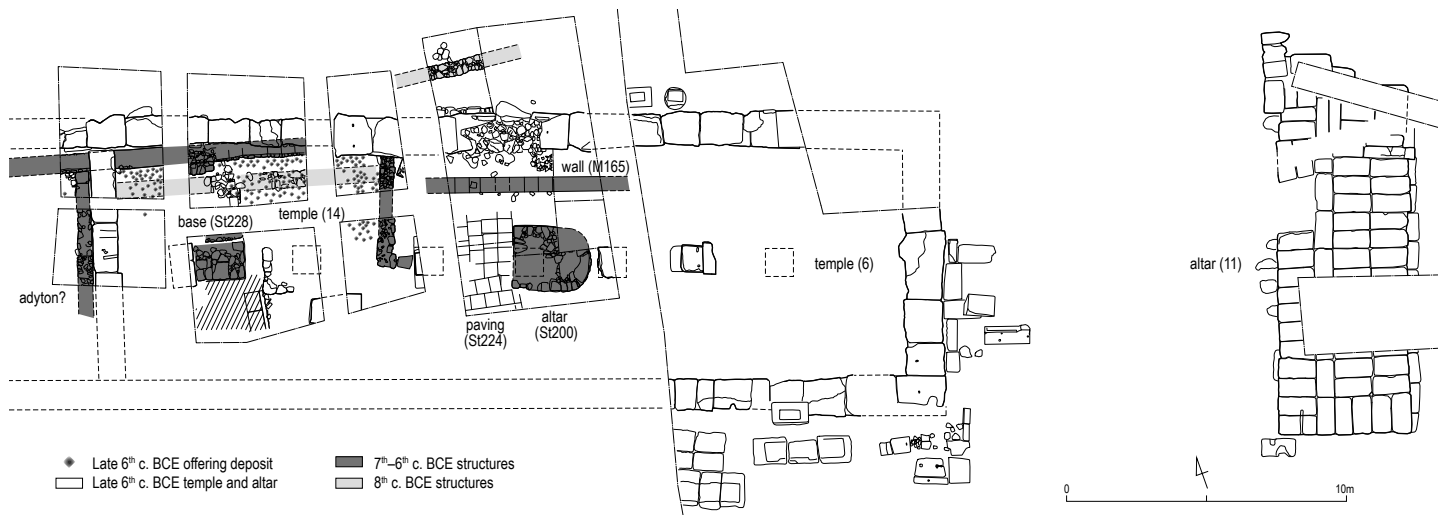 wall (M165)
base (St228)
temple (14)
adyton?
temple (6)
altar (11)
paving
(St224)
altar
(St200)
Late 6th c. BCE offering deposit
Late 6th c. BCE temple and altar
7th–6th c. BCE structures
8th c. BCE structures
0
10m